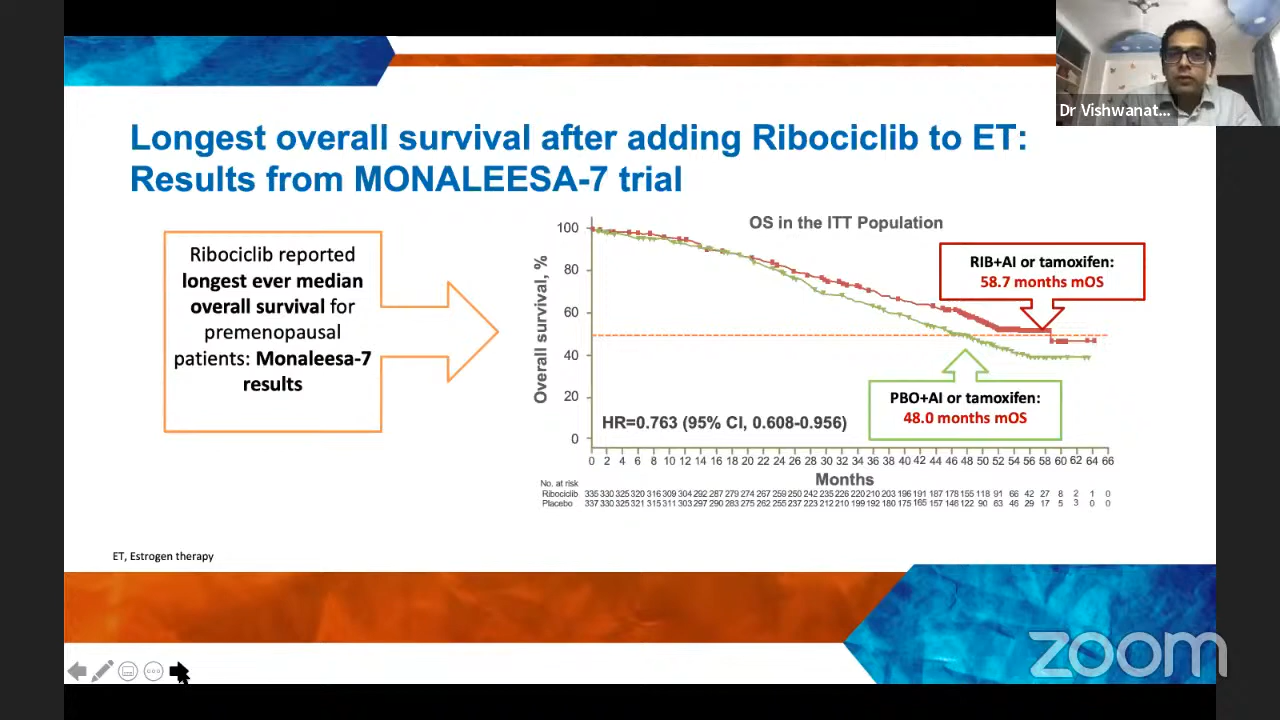 Dr Vishwanat...
Longest overall survival after adding Ribociclib to ET:
Results from MONALEESA-7 trial
Ribociclib reported
longest ever median
overall survival for
premenopausal
patients: Monaleesa-7
results
OS in the ITT Population
Overall survival, %
100
80
60
40
20
0
RIB+AI or tamoxifen:
58.7 months mOS
PBO+AI or tamoxifen:
48.0 months mOS
HR=0.763 (95% CI, 0.608-0.956)
0 2 4 6 8 10 12 14 16 18 20 22 24 26 28 30 32 34 36 38 40 42 44 46 48 50 52 54 56 58 60 62 64 66
Months
No. at risk
Ribociclib 335 330 325 320 316 309 304 292 287 279 274 267 259 250 242 235 226 220 210 203 196 191 187 178 155 118 91 66 42 27 8 2 1 0
Placebo 337 330 325 321 315 311 303 297 290 283 275 262 255 237 223 212 210 199 192 180 175 165 157 146 122 90 63 46 29 17 5 3 0 0
ET, Estrogen therapy
zoom